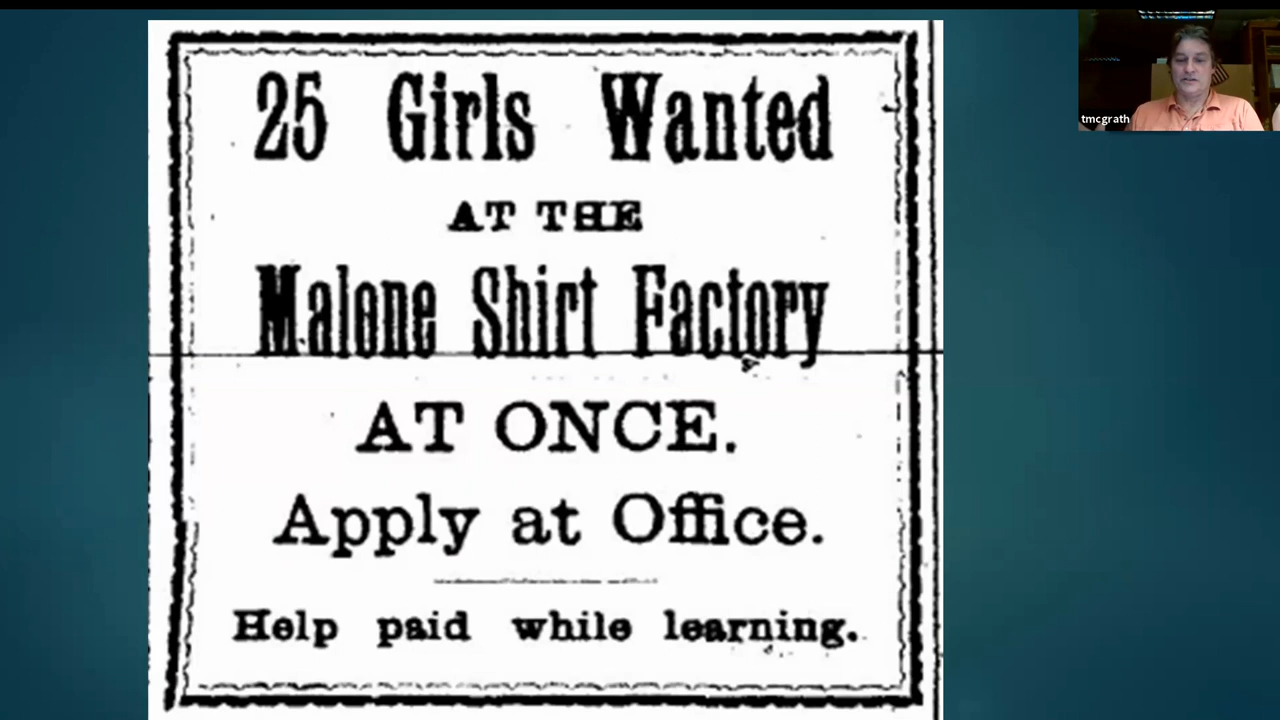 25 Girls Wanted
AT THE
Malone Shirt Factory
AT ONCE.
Apply at Office.
Help paid while learning.
tmcgrath